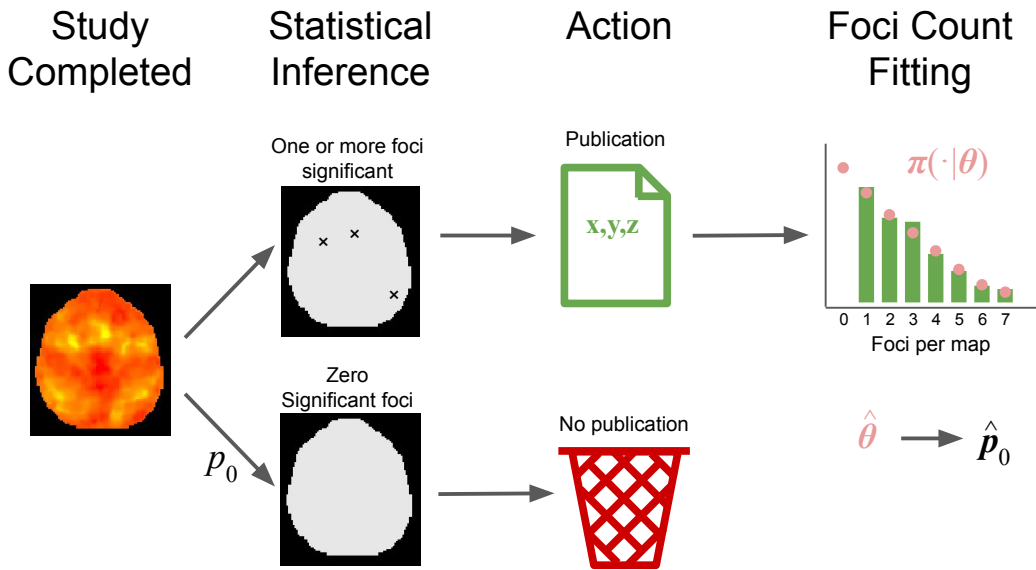 Study
Completed
Statistical
Inference
Action
Foci Count
Fitting
One or more foci
significant
Publication
x,y,z
π(·|θ)
0 1 2 3 4 5 6 7
Foci per map
p₀
Zero
Significant foci
No publication
θ̂
p̂₀